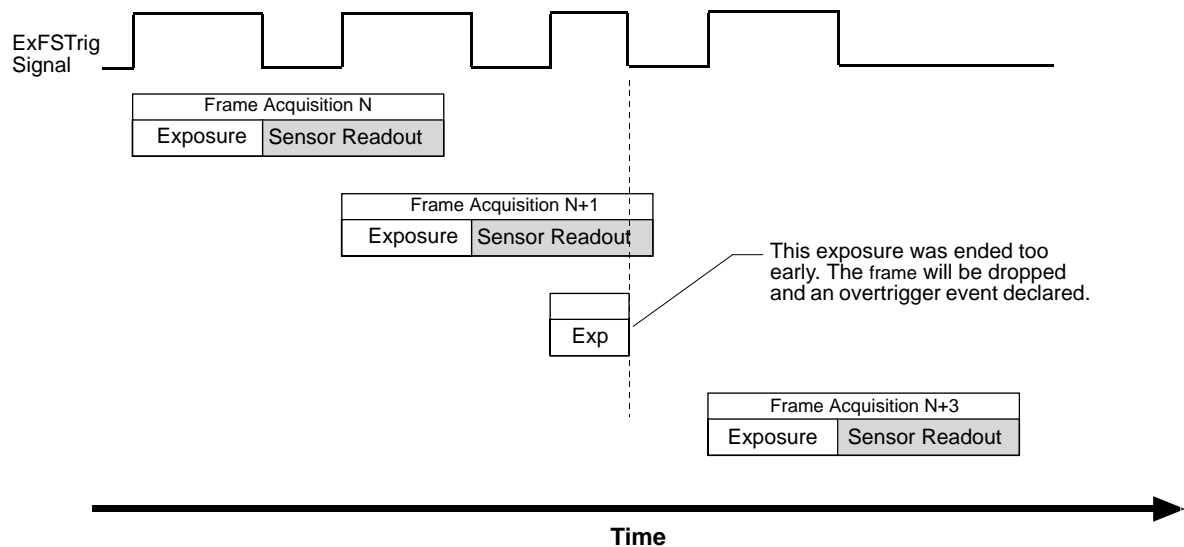 ExFSTrig
Signal
Frame Acquisition N
Exposure
Sensor Readout
Frame Acquisition N+1
Exposure
Sensor Readout
This exposure was ended too
early. The frame will be dropped
and an overtrigger event declared.
Exp
Frame Acquisition N+3
Exposure
Sensor Readout
Time